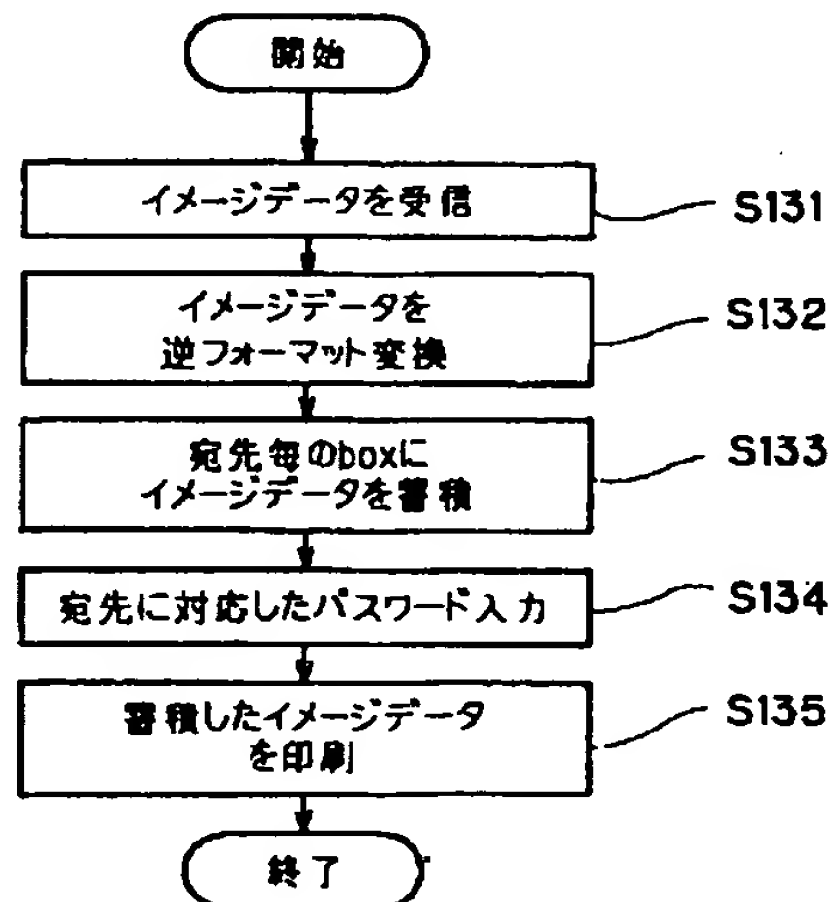 開始
イメージデータを受信
S131
イメージデータを
逆フォーマット変換
S132
宛先毎のboxに
イメージデータを蓄積
S133
宛先に対応したパスワード入力
S134
蓄積したイメージデータ
を印刷
S135
終了